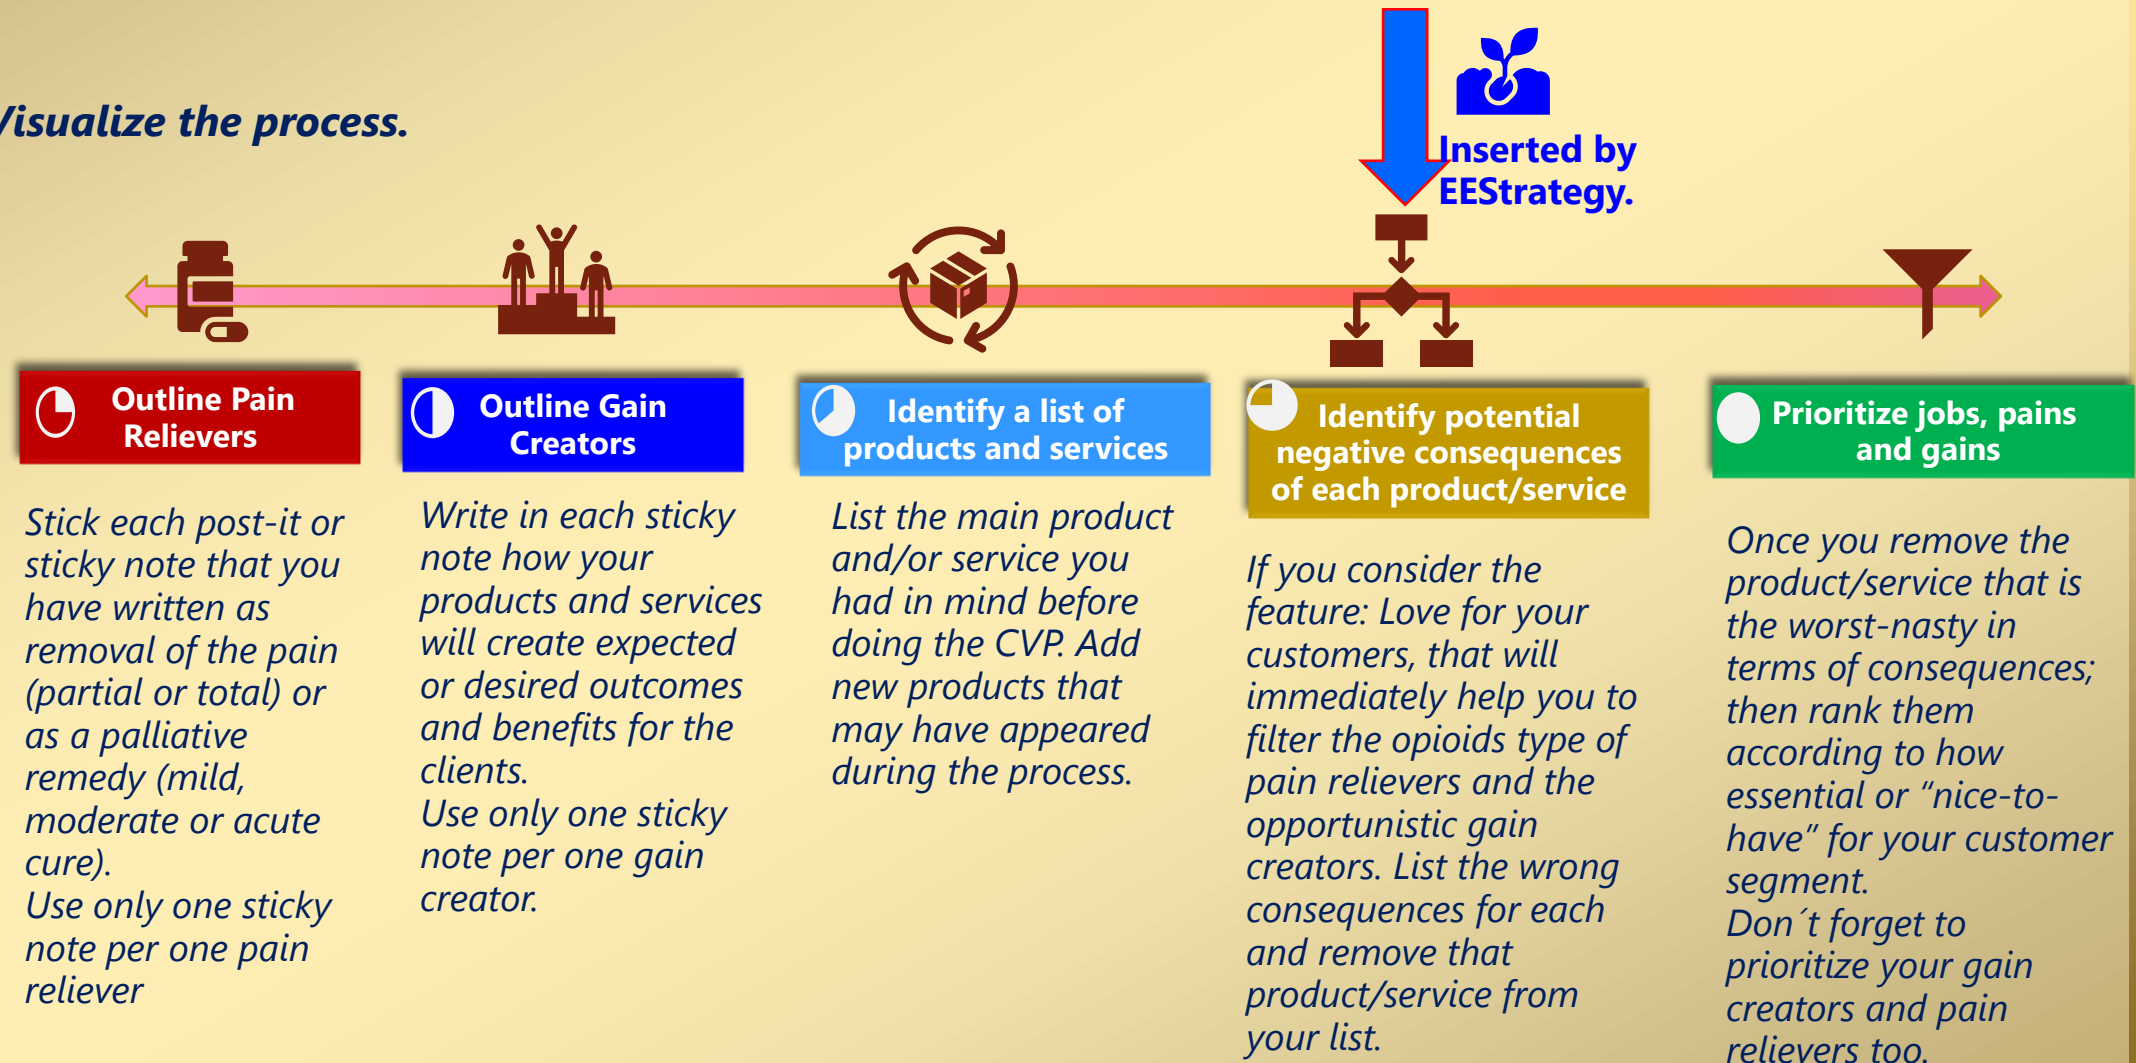 Visualize the process.
Inserted by
EEStrategy.
Outline Pain
Relievers
Stick each post-it or
sticky note that you
have written as
removal of the pain
(partial or total) or
as a palliative
remedy (mild,
moderate or acute
cure).
Use only one sticky
note per one pain
reliever
Outline Gain
Creators
Write in each sticky
note how your
products and services
will create expected
or desired outcomes
and benefits for the
clients.
Use only one sticky
note per one gain
creator.
Identify a list of
products and services
List the main product
and/or service you
had in mind before
doing the CVP. Add
new products that
may have appeared
during the process.
Identify potential
negative consequences
of each product/service
If you consider the
feature: Love for your
customers, that will
immediately help you to
filter the opioids type of
pain relievers and the
opportunistic gain
creators. List the wrong
consequences for each
and remove that
product/service from
your list.
Prioritize jobs, pains
and gains
Once you remove the
product/service that is
the worst-nasty in
terms of consequences;
then rank them
according to how
essential or “nice-to-
have” for your customer
segment.
Don´t forget to
prioritize your gain
creators and pain
relievers too.